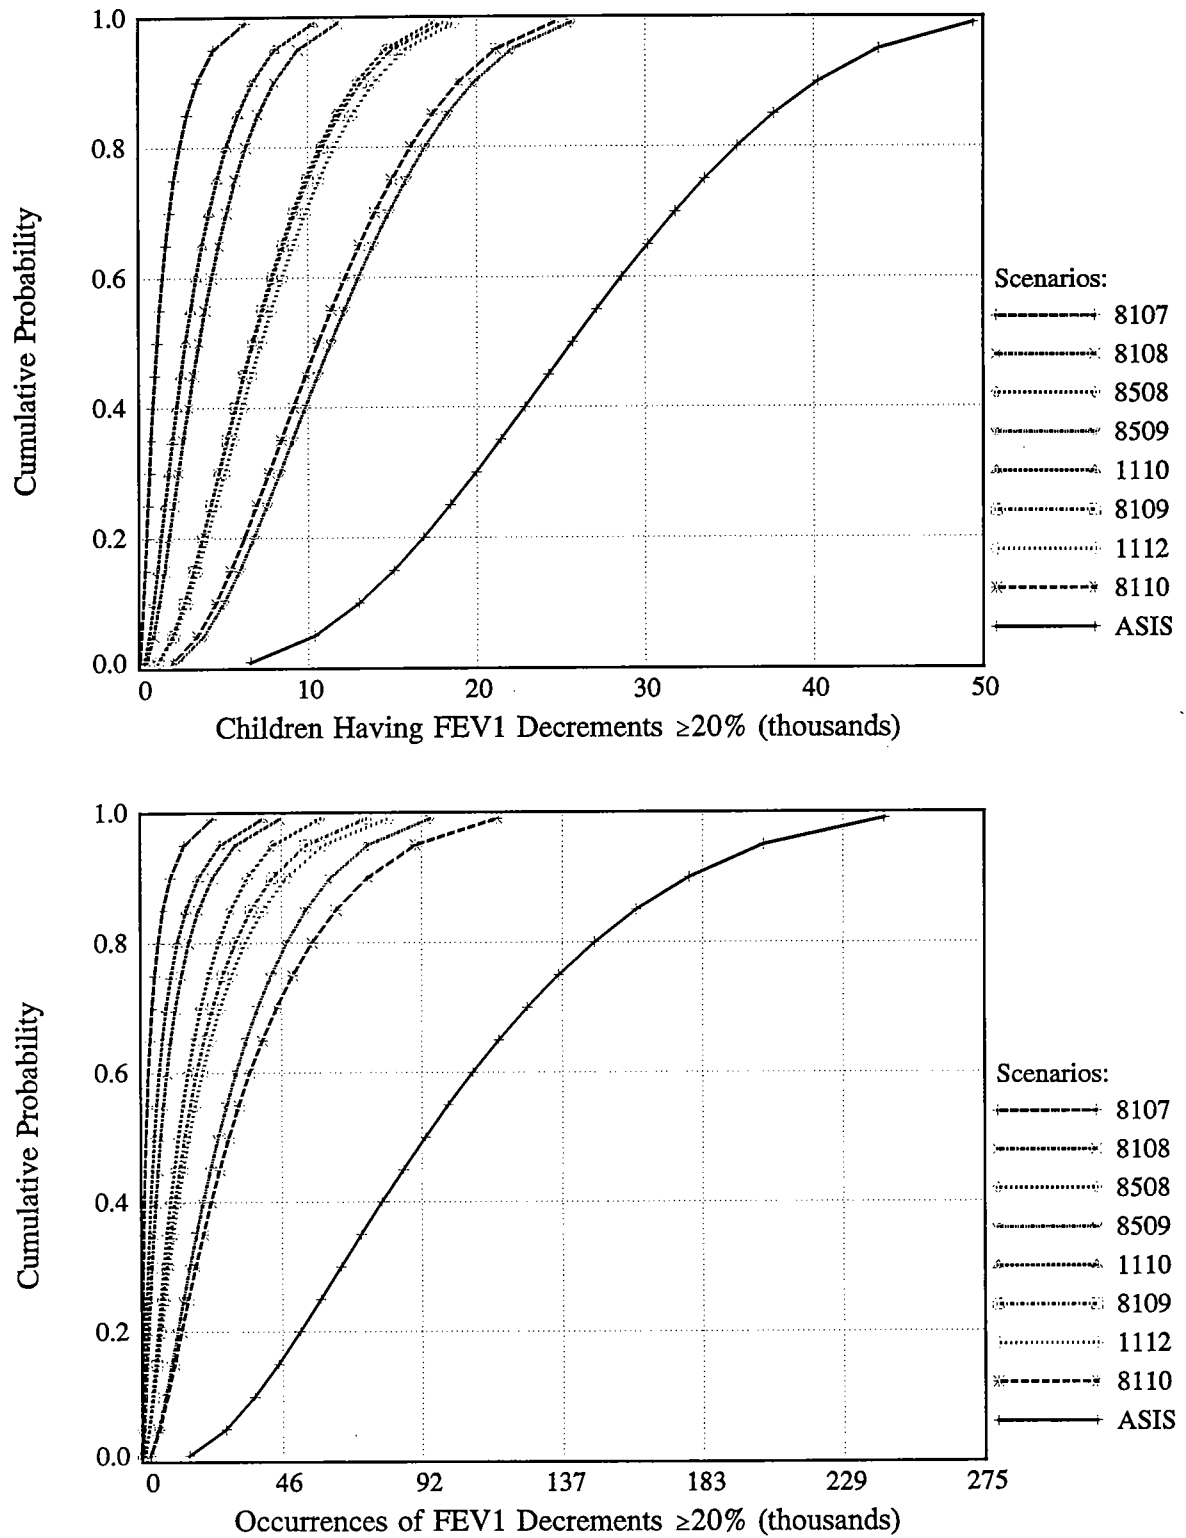 1.0
0.8
0.6
0.4
0.2
0.0
Cumulative Probability
0 10 20 30 40 50
Children Having FEV1 Decrements ≥20% (thousands)
Scenarios:
8107
8108
8508
8509
1110
8109
1112
8110
ASIS
1.0
0.8
0.6
0.4
0.2
0.0
Cumulative Probability
0 46 92 137 183 229 275
Occurrences of FEV1 Decrements ≥20% (thousands)
Scenarios:
8107
8108
8508
8509
1110
8109
1112
8110
ASIS